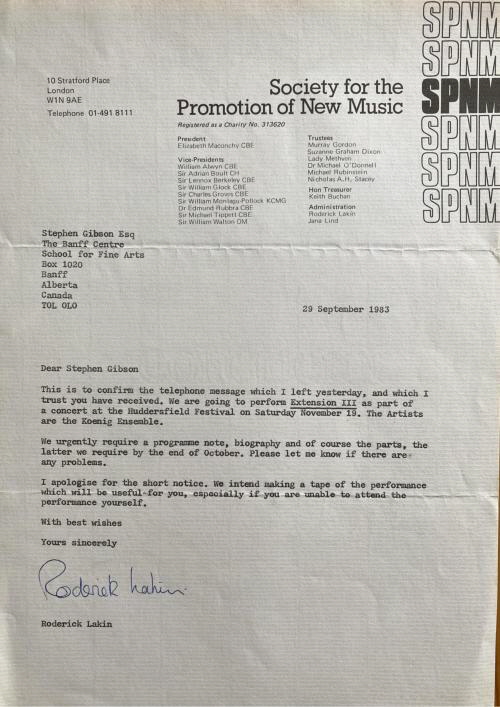 SPNM
SPNM
SPNM
SPNM
SPNM
SPNM
10 Stratford Place
London
W1N 9AE
Telephone 01-491 8111
Society for the
Promotion of New Music
Registered as a Charity No. 313620
President
Elizabeth Maconchy CBE
Vice-Presidents
William Alwyn CBE
Sir Adrian Boult CH
Sir Lennox Berkeley CBE
Sir William Glock CBE
Sir Charles Groves CBE
Sir William Montagu-Pollock KCMG
Dr Edmund Rubbra CBE
Sir Michael Tippett CBE
Sir William Walton OM
Trustees
Murray Gordon
Suzanne Graham Dixon
Lady Methven
Dr Michael O'Donnell
Michael Rubinstein
Nicholas A.H. Stacey
Hon Treasurer
Keith Buchan
Administration
Roderick Lakin
Jane Lind
Stephen Gibson Esq
The Banff Centre
School for Fine Arts
Box 1020
Banff
Alberta
Canada
TOL OLO
29 September 1983
Dear Stephen Gibson
This is to confirm the telephone message which I left yesterday, and which I
trust you have received. We are going to perform Extension III as part of
a concert at the Huddersfield Festival on Saturday November 19. The Artists
are the Koenig Ensemble.
We urgently require a programme note, biography and of course the parts, the
latter we require by the end of October. Please let me know if there are
any problems.
I apologise for the short notice. We intend making a tape of the performance
which will be useful for you, especially if you are unable to attend the
performance yourself.
With best wishes
Yours sincerely
Roderick Lakin
Roderick Lakin